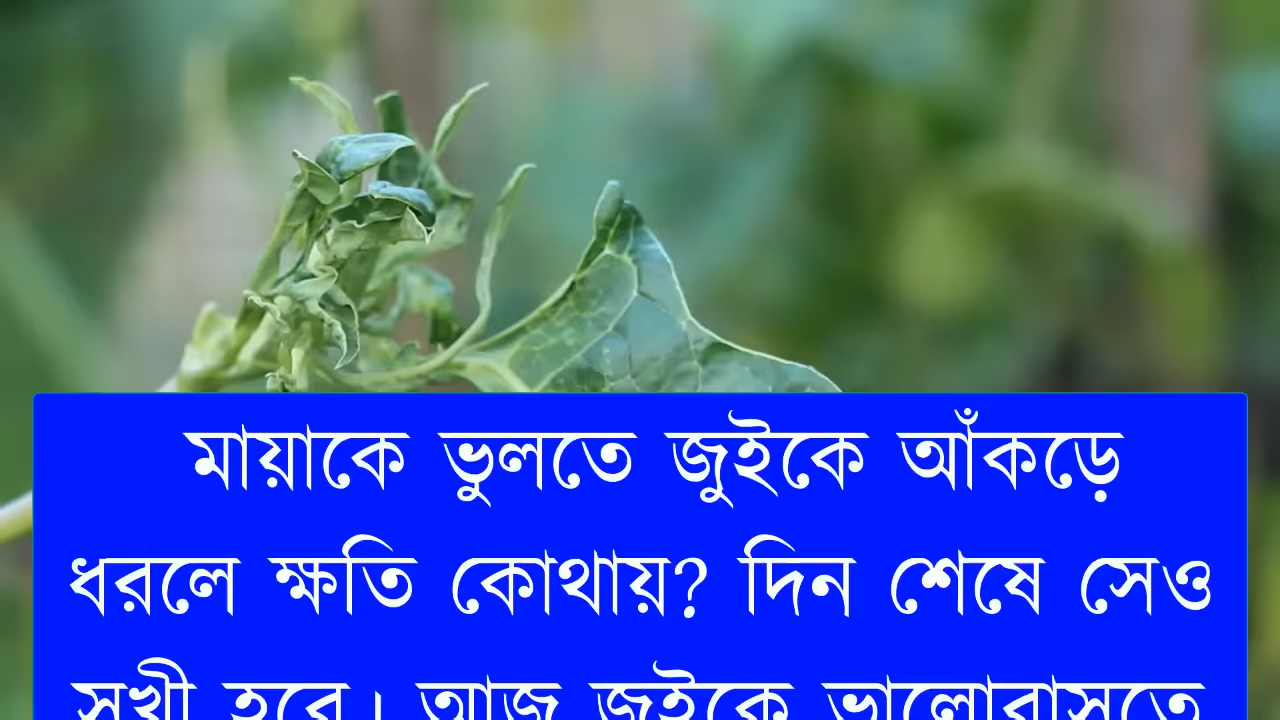 মায়াকে ভুলতে জুইকে আঁকড়ে
ধরলে ক্ষতি কোথায়? দিন শেষে সেও
সুখী হবে। আজ জুইকে ভালোবাসতে